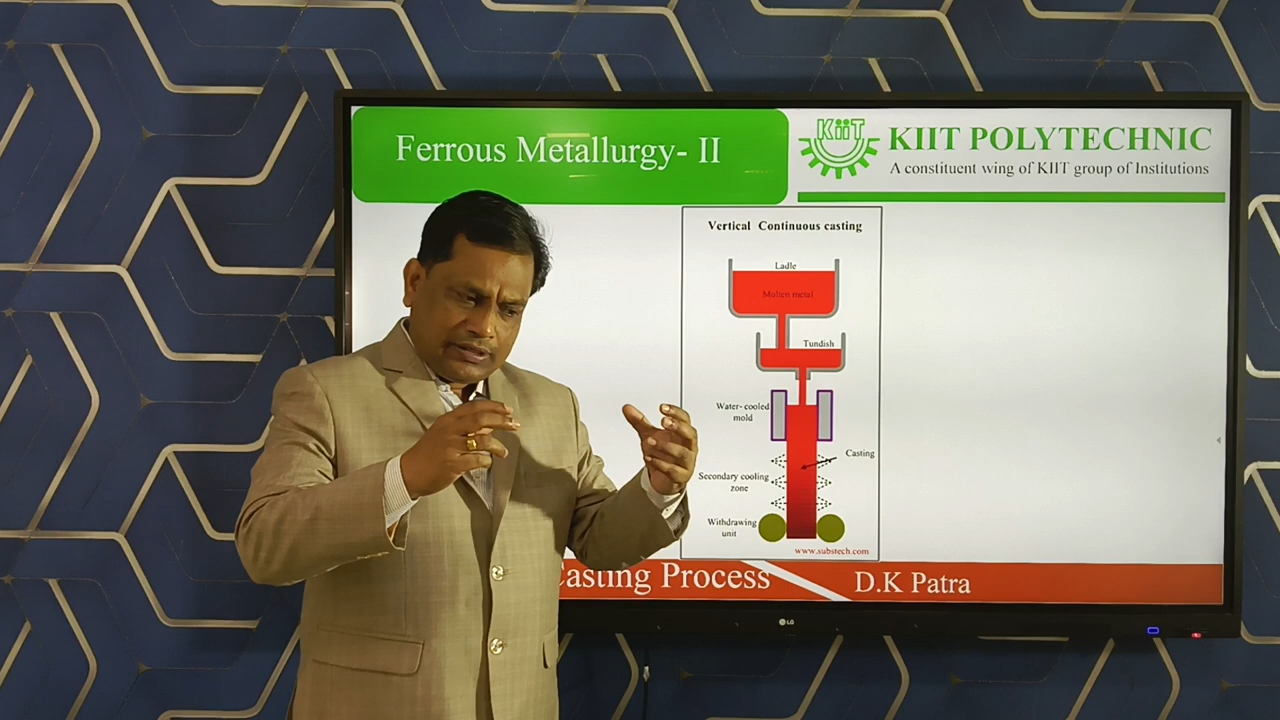 Ferrous Metallurgy- II
KiiT
KIIT POLYTECHNIC
A constituent wing of KIIT group of Institutions
Vertical Continuous casting
Ladle
Molten metal
Tundish
Water-cooled
mold
Casting
Secondary cooling
zone
Withdrawing
unit
www.substech.com
Casting Process
D.K Patra
LG